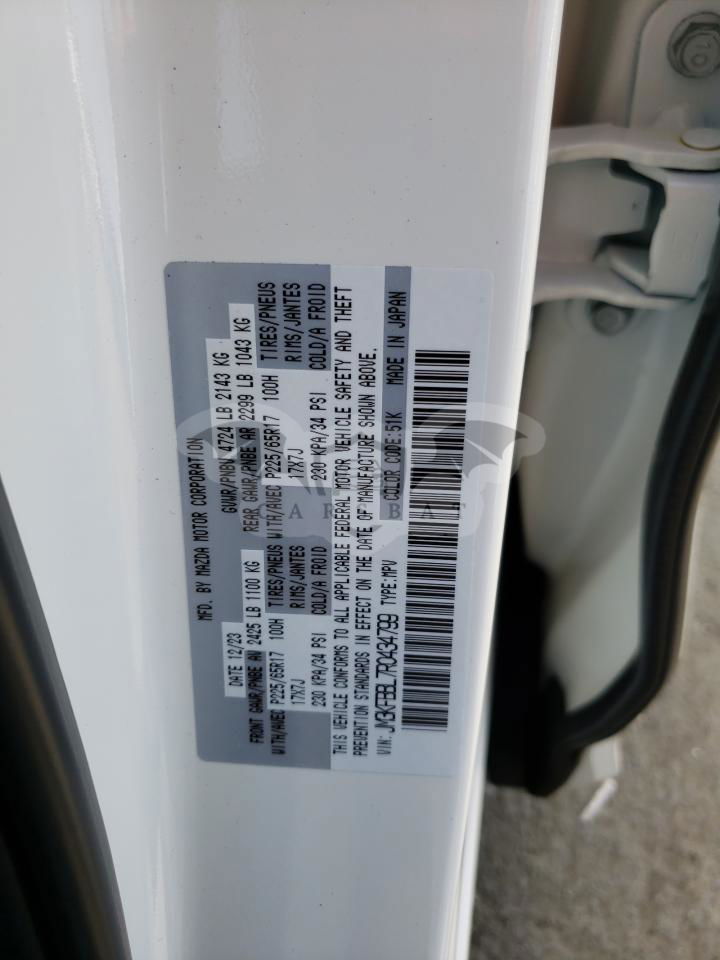 MFD. BY MAZDA MOTOR CORPORATION
DATE 12/23 GVWR/PNBV 4724 LB 2143 KG
FRONT GAWR/PNBE AV 2425 LB 1100 KG REAR GAWR/PNBE AR 2299 LB 1043 KG
WITH/AVEC P225/65R17 100H TIRES/PNEUS WITH/AVEC P225/65R17 100H TIRES/PNEUS
17X7J RIMS/JANTES 17X7J RIMS/JANTES
230 KPA/34 PSI COLD/A FROID 230 KPA/34 PSI COLD/A FROID
THIS VEHICLE CONFORMS TO ALL APPLICABLE FEDERAL MOTOR VEHICLE SAFETY AND THEFT
PREVENTION STANDARDS IN EFFECT ON THE DATE OF MANUFACTURE SHOWN ABOVE.
VIN: JM3KFBBL7R0434799 TYPE:MPV COLOR CODE:51K MADE IN JAPAN
CARSBAT
10